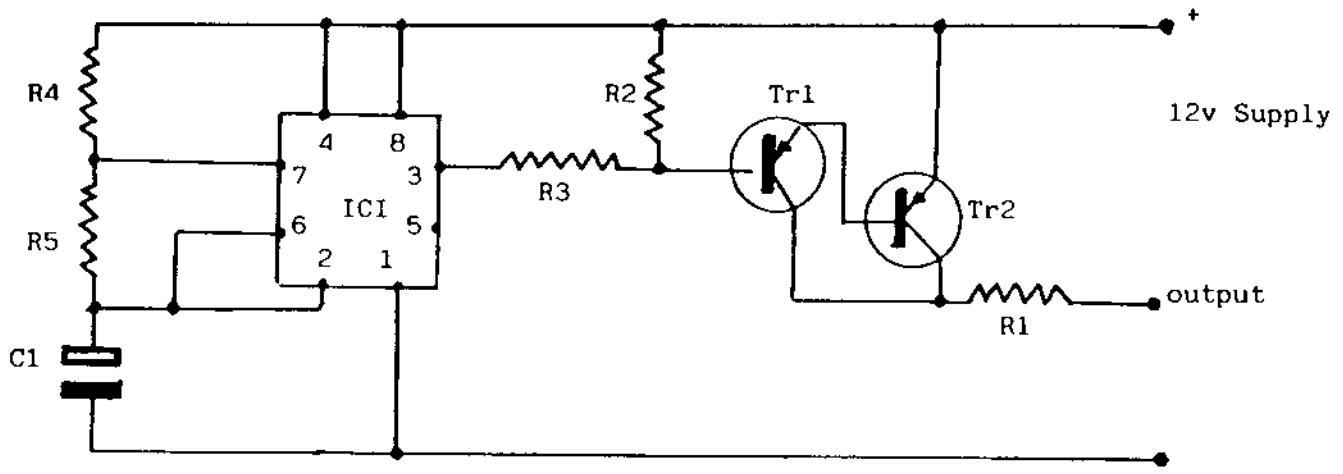 +
R4
R2
Tr1
12v Supply
4 8
7 3
R3
ICI
Tr2
6 5
R5
2 1
output
R1
C1